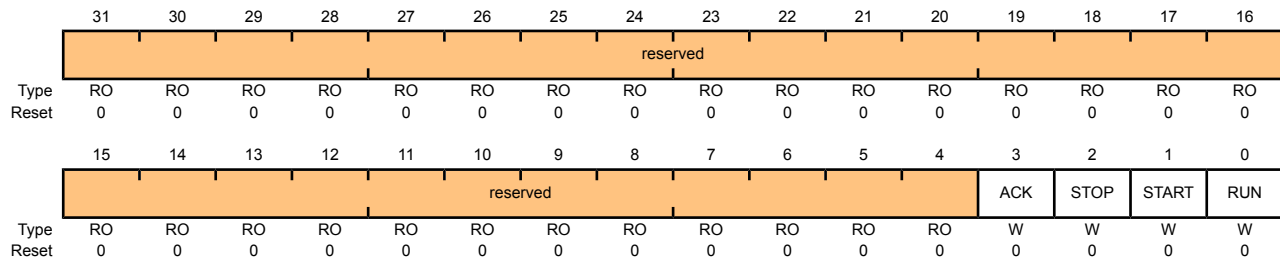 31 30 29 28 27 26 25 24 23 22 21 20 19 18 17 16
reserved
Type RO RO RO RO RO RO RO RO RO RO RO RO RO RO RO RO
Reset 0 0 0 0 0 0 0 0 0 0 0 0 0 0 0 0
15 14 13 12 11 10 9 8 7 6 5 4 3 2 1 0
reserved ACK STOP START RUN
Type RO RO RO RO RO RO RO RO RO RO RO RO W W W W
Reset 0 0 0 0 0 0 0 0 0 0 0 0 0 0 0 0